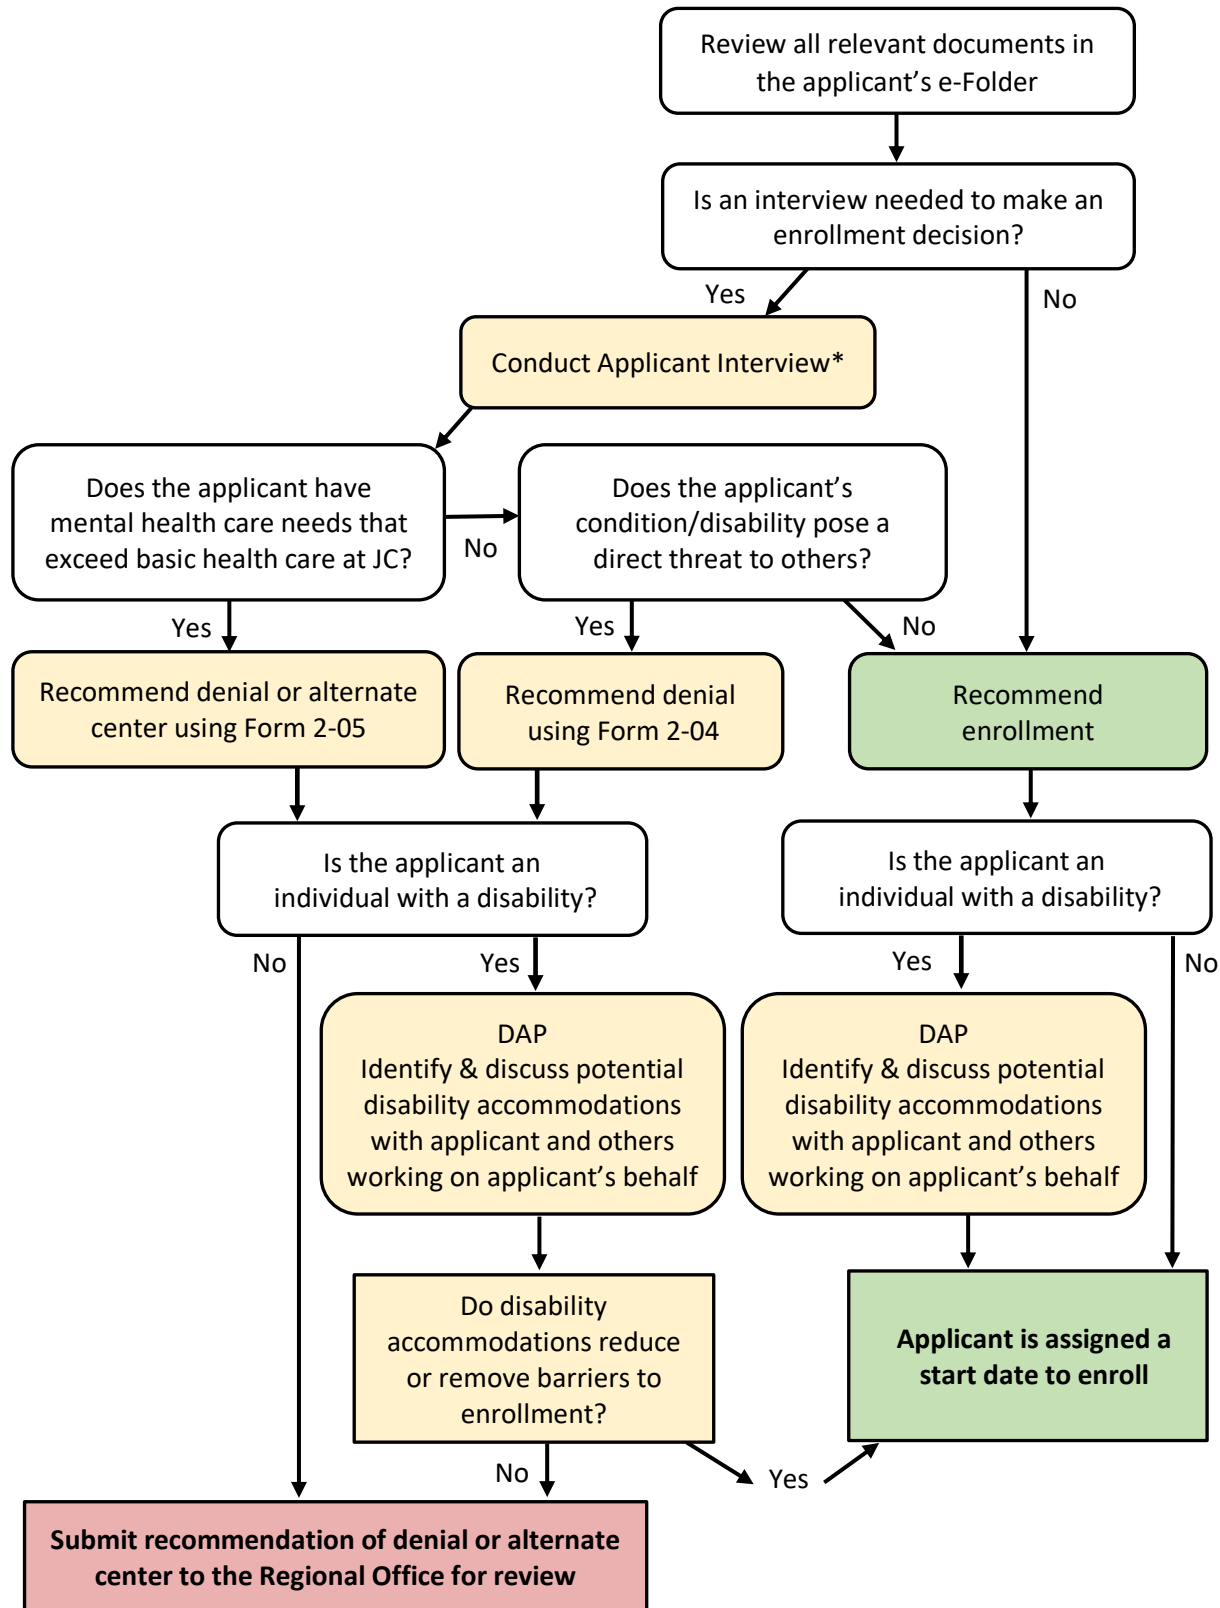 Review all relevant documents in
the applicant’s e-Folder
Is an interview needed to make an
enrollment decision?
Yes
No
Conduct Applicant Interview*
Does the applicant have
mental health care needs that
exceed basic health care at JC?
No
Does the applicant’s
condition/disability pose a
direct threat to others?
Yes
Yes
No
Recommend denial or alternate
center using Form 2-05
Recommend denial
using Form 2-04
Recommend
enrollment
Is the applicant an
individual with a disability?
Is the applicant an
individual with a disability?
No
Yes
Yes
No
DAP
Identify & discuss potential
disability accommodations
with applicant and others
working on applicant’s behalf
DAP
Identify & discuss potential
disability accommodations
with applicant and others
working on applicant’s behalf
Do disability
accommodations reduce
or remove barriers to
enrollment?
Applicant is assigned a
start date to enroll
No
Yes
Submit recommendation of denial or alternate
center to the Regional Office for review